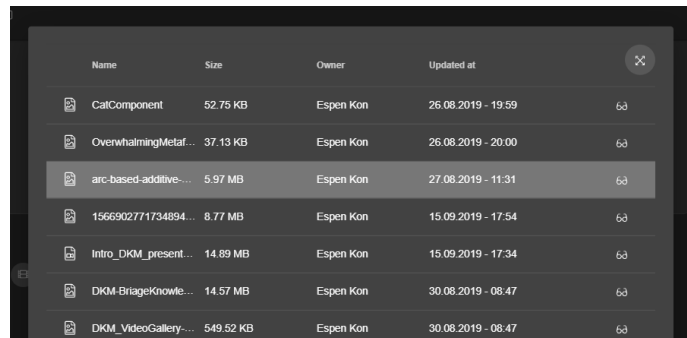 Name Size Owner Updated at
CatComponent 52.75 KB Espen Kon 26.08.2019 - 19:59
OverwhalmingMetaf... 37.13 KB Espen Kon 26.08.2019 - 20:00
arc-based-additive-... 5.97 MB Espen Kon 27.08.2019 - 11:31
1566902771734894... 8.77 MB Espen Kon 15.09.2019 - 17:54
Intro_DKM_present... 14.89 MB Espen Kon 15.09.2019 - 17:34
DKM-BriageKnowle... 14.57 MB Espen Kon 30.08.2019 - 08:47
DKM_VideoGallery-... 549.52 KB Espen Kon 30.08.2019 - 08:47